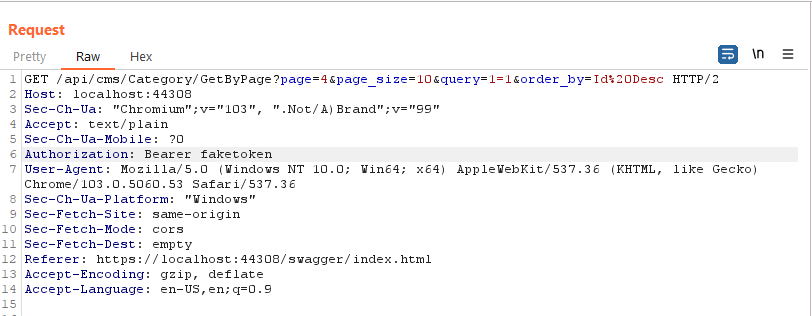 Request
Pretty Raw Hex \n
1 GET /api/cms/Category/GetByPage?page=4&page_size=10&query=1=1&order_by=Id%20Desc HTTP/2
2 Host: localhost:44308
3 Sec-Ch-Ua: "Chromium";v="103", ".Not/A)Brand";v="99"
4 Accept: text/plain
5 Sec-Ch-Ua-Mobile: ?0
6 Authorization: Bearer faketoken
7 User-Agent: Mozilla/5.0 (Windows NT 10.0; Win64; x64) AppleWebKit/537.36 (KHTML, like Gecko)
Chrome/103.0.5060.53 Safari/537.36
8 Sec-Ch-Ua-Platform: "Windows"
9 Sec-Fetch-Site: same-origin
10 Sec-Fetch-Mode: cors
11 Sec-Fetch-Dest: empty
12 Referer: https://localhost:44308/swagger/index.html
13 Accept-Encoding: gzip, deflate
14 Accept-Language: en-US,en;q=0.9
15